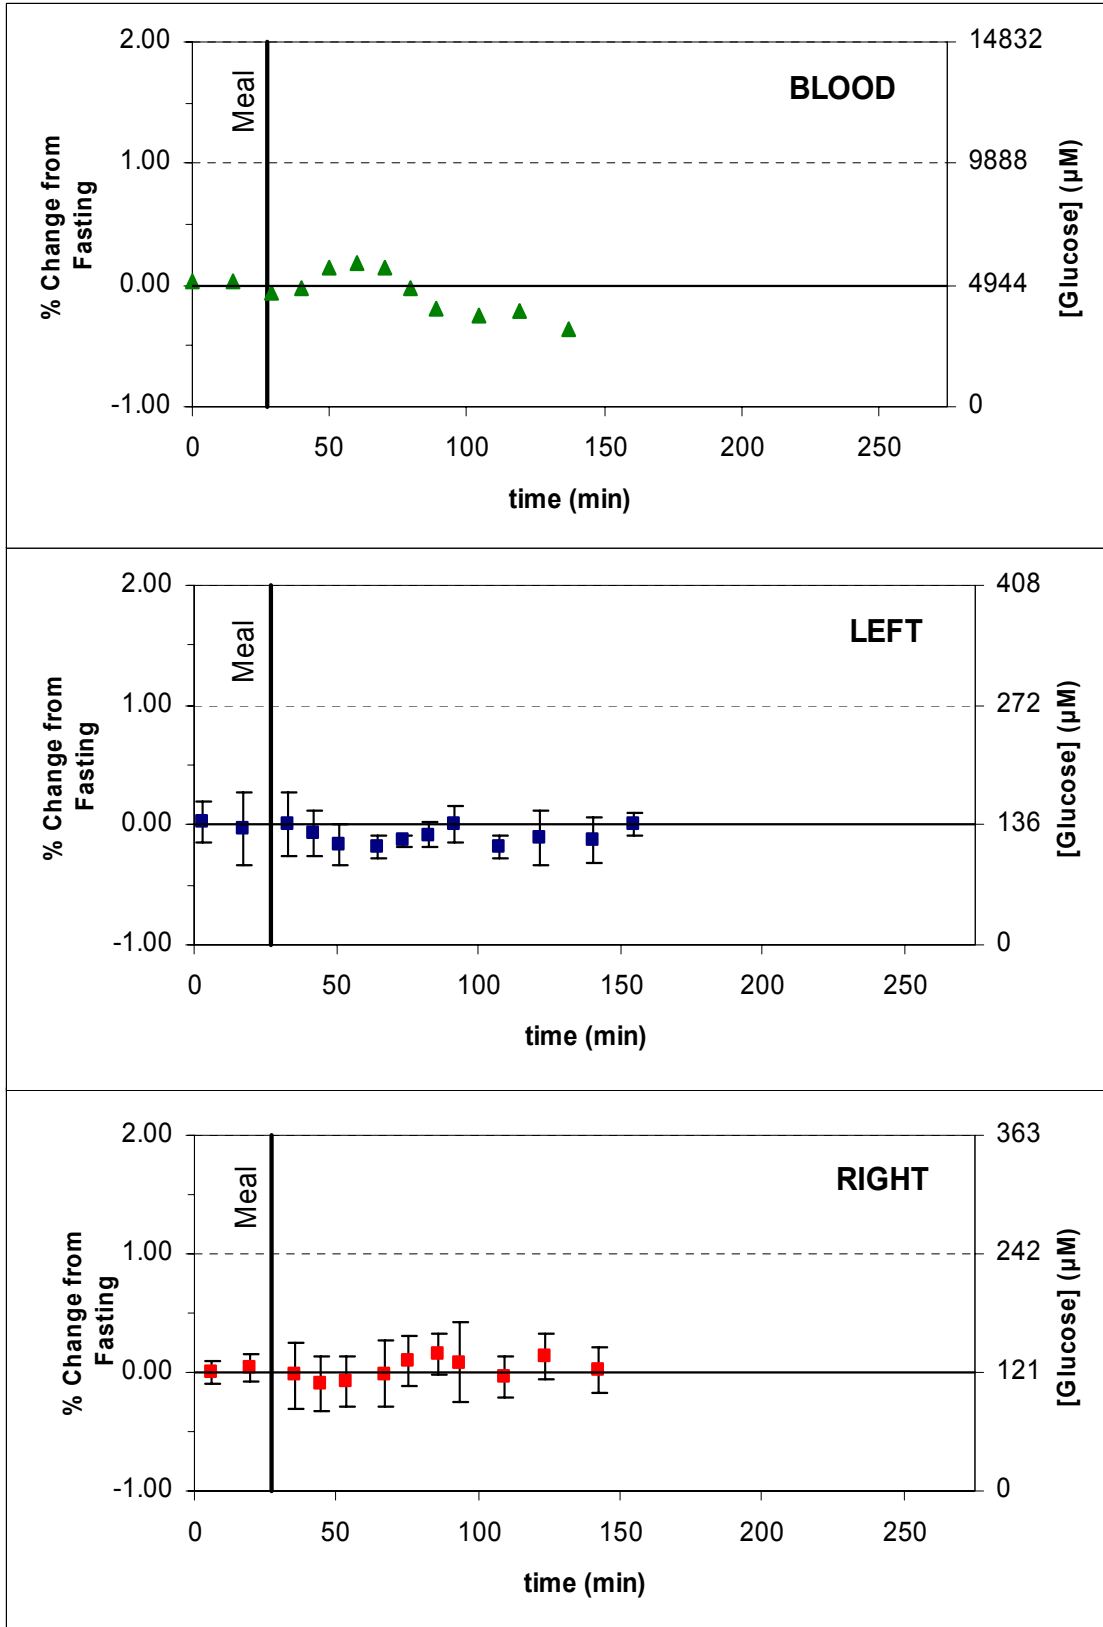 2.00
14832
Meal
BLOOD
% Change from
Fasting
1.00
9888
[Glucose] (µM)
0.00
4944
-1.00
0
0
50
100
150
200
250
time (min)
2.00
408
Meal
LEFT
% Change from
Fasting
1.00
272
[Glucose] (µM)
0.00
136
-1.00
0
0
50
100
150
200
250
time (min)
2.00
363
Meal
RIGHT
% Change from
Fasting
1.00
242
[Glucose] (µM)
0.00
121
-1.00
0
0
50
100
150
200
250
time (min)